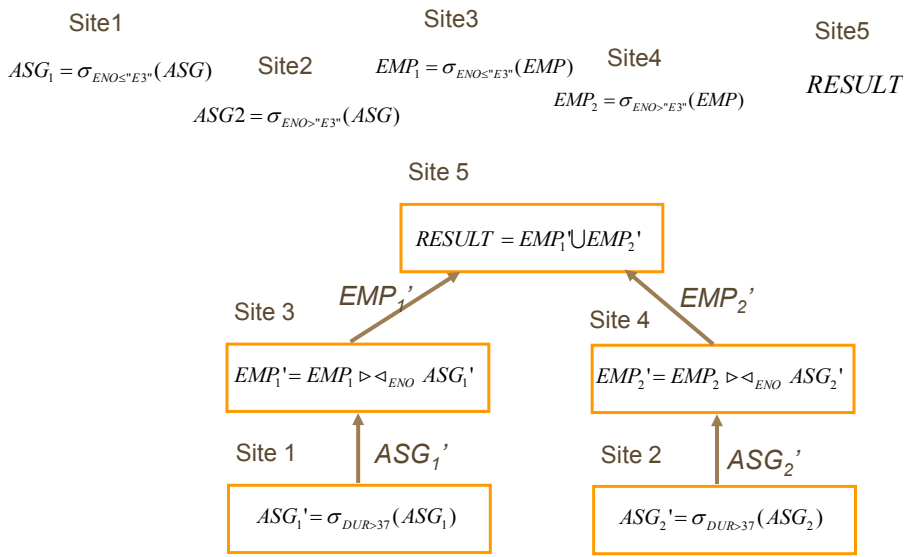 Site1
Site3
Site5
Site2
Site4
ASG₁ = σ_{ENO≤"E3"}(ASG)
EMP₁ = σ_{ENO≤"E3"}(EMP)
RESULT
ASG2 = σ_{ENO>"E3"}(ASG)
EMP₂ = σ_{ENO>"E3"}(EMP)
Site 5
RESULT = EMP₁'⋃EMP₂'
EMP₁’
EMP₂’
Site 3
Site 4
EMP₁' = EMP₁ ▷◁_{ENO} ASG₁'
EMP₂' = EMP₂ ▷◁_{ENO} ASG₂'
Site 1
ASG₁’
Site 2
ASG₂’
ASG₁' = σ_{DUR>37}(ASG₁)
ASG₂' = σ_{DUR>37}(ASG₂)